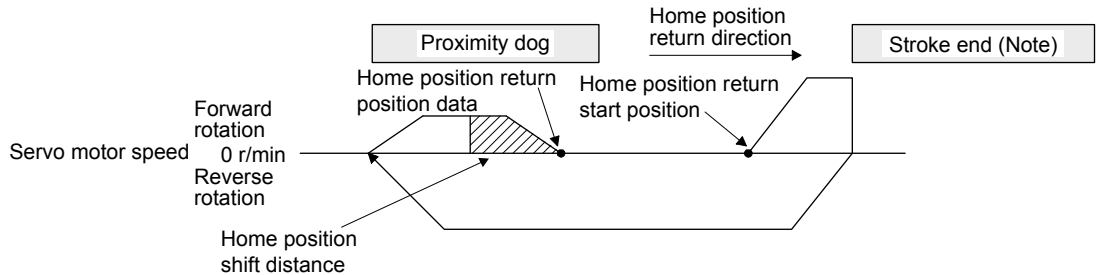 Proximity dog
Home position
return direction
Stroke end (Note)
Home position return
position data
Home position return
start position
Forward
rotation
Servo motor speed 0 r/min
Reverse
rotation
Home position
shift distance